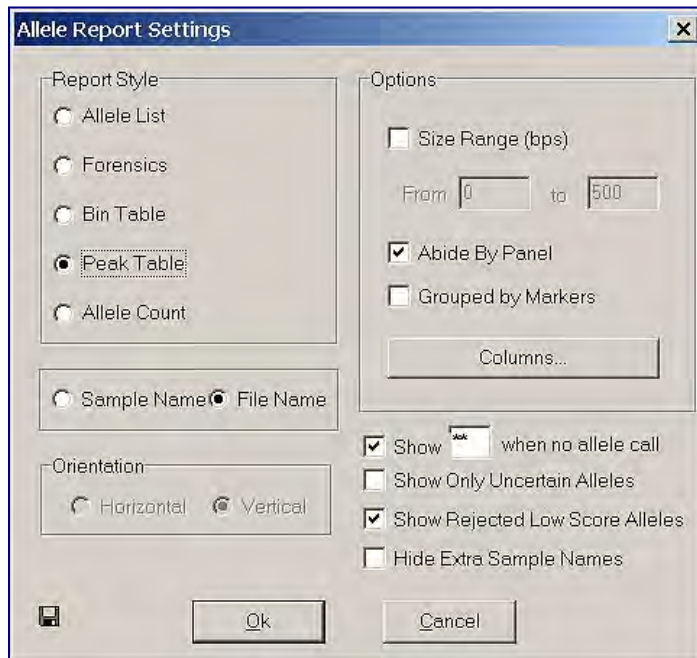 Allele Report Settings
Report Style
Allele List
Forensics
Bin Table
Peak Table
Allele Count
Sample Name File Name
Orientation
Horizontal Vertical
Options
Size Range (bps)
From 0 to 500
Abide By Panel
Grouped by Markers
Columns...
Show ** when no allele call
Show Only Uncertain Alleles
Show Rejected Low Score Alleles
Hide Extra Sample Names
Ok Cancel